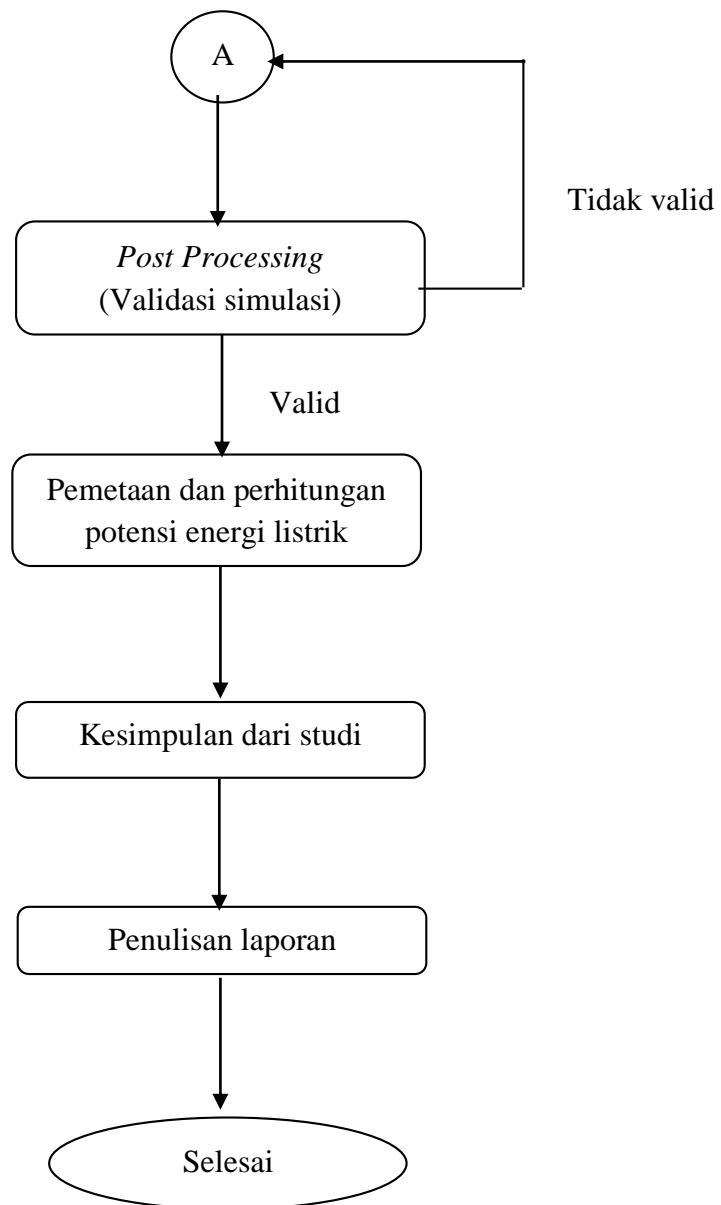 A
Tidak valid
Post Processing
(Validasi simulasi)
Valid
Pemetaan dan perhitungan
potensi energi listrik
Kesimpulan dari studi
Penulisan laporan
Selesai